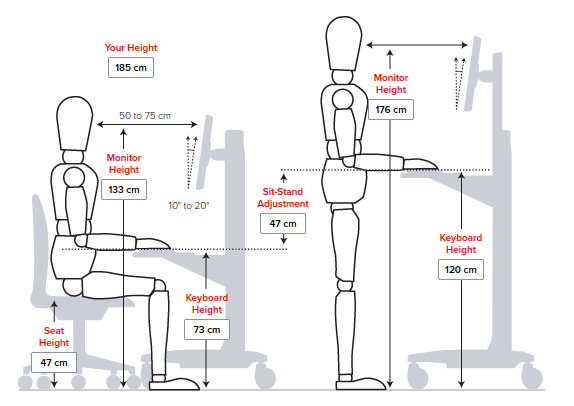 Your Height
185 cm
50 to 75 cm
Monitor
Height
133 cm
10° to 20°
Seat
Height
47 cm
Keyboard
Height
73 cm
Sit-Stand
Adjustment
47 cm
Monitor
Height
176 cm
Keyboard
Height
120 cm